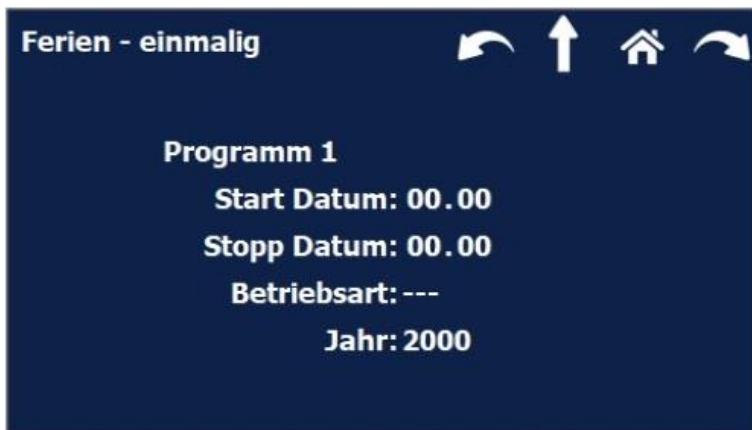 Ferien - einmalig
Programm 1
Start Datum: 00.00
Stopp Datum: 00.00
Betriebsart: ---
Jahr: 2000